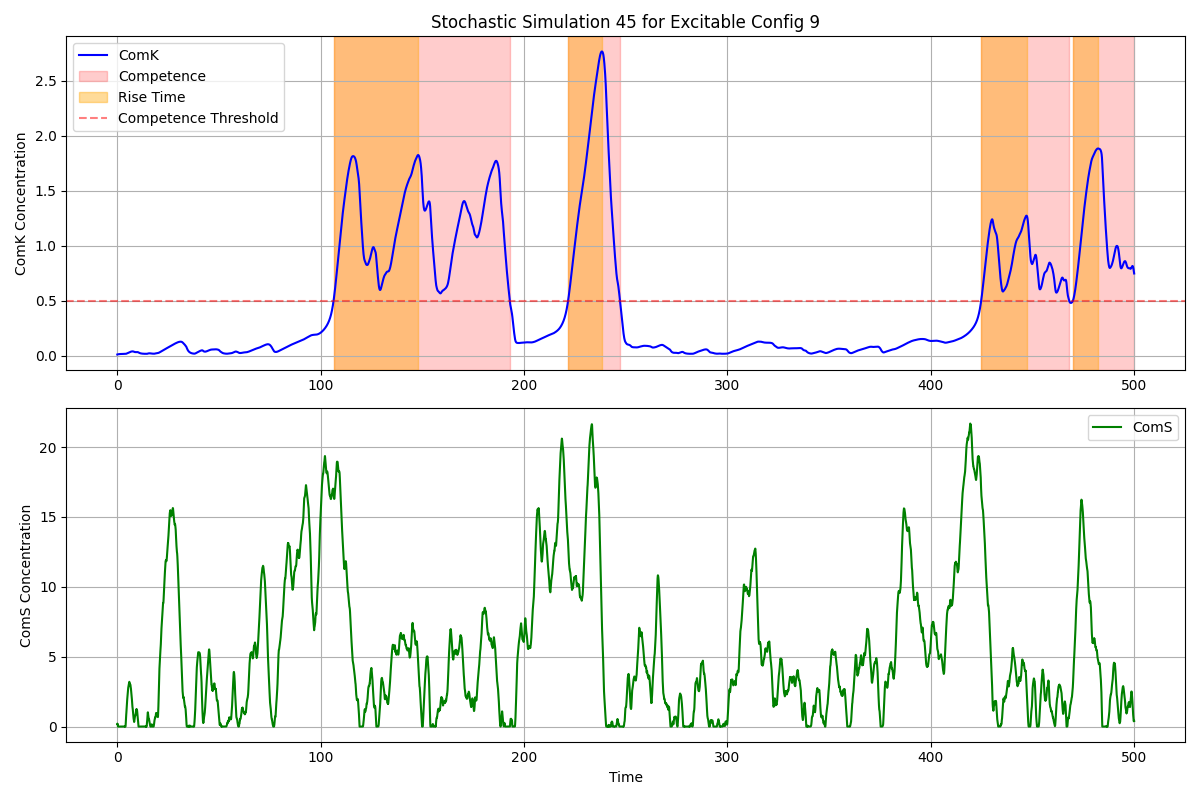 Stochastic Simulation 45 for Excitable Config 9
ComK Concentration
2.5
2.0
1.5
1.0
0.5
0.0
ComK
Competence
Rise Time
Competence Threshold
0 100 200 300 400 500
ComS Concentration
20
15
10
5
0
ComS
0 100 200 300 400 500
Time